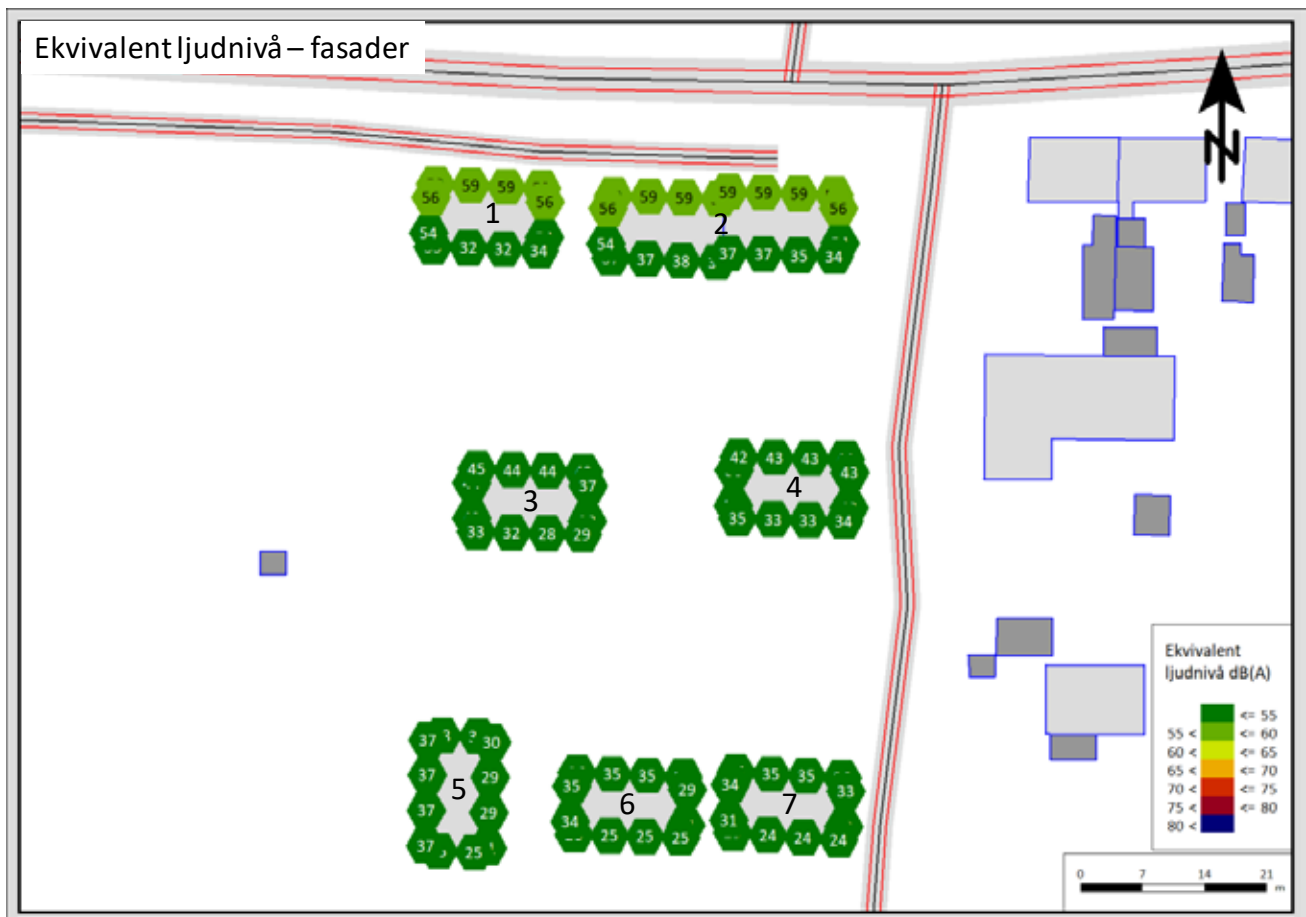 Ekvivalent ljudnivå – fasader
N
59 59
56 56
1
54 32 32 34
59 59 59 59 59
56 56
2
54 37 38 37 37 35 34
45 44 44 37
3
33 32 28 29
42 43 43 43
4
35 33 33 34
37 30
37 29
5
37 29
37 25
35 35 35 29
6
34 25 25 25
34 35 35 33
7
31 24 24 24
Ekvivalent
ljudnivå dB(A)
<= 55
55 < <= 60
60 < <= 65
65 < <= 70
70 < <= 75
75 < <= 80
80 <
0 7 14 21
m